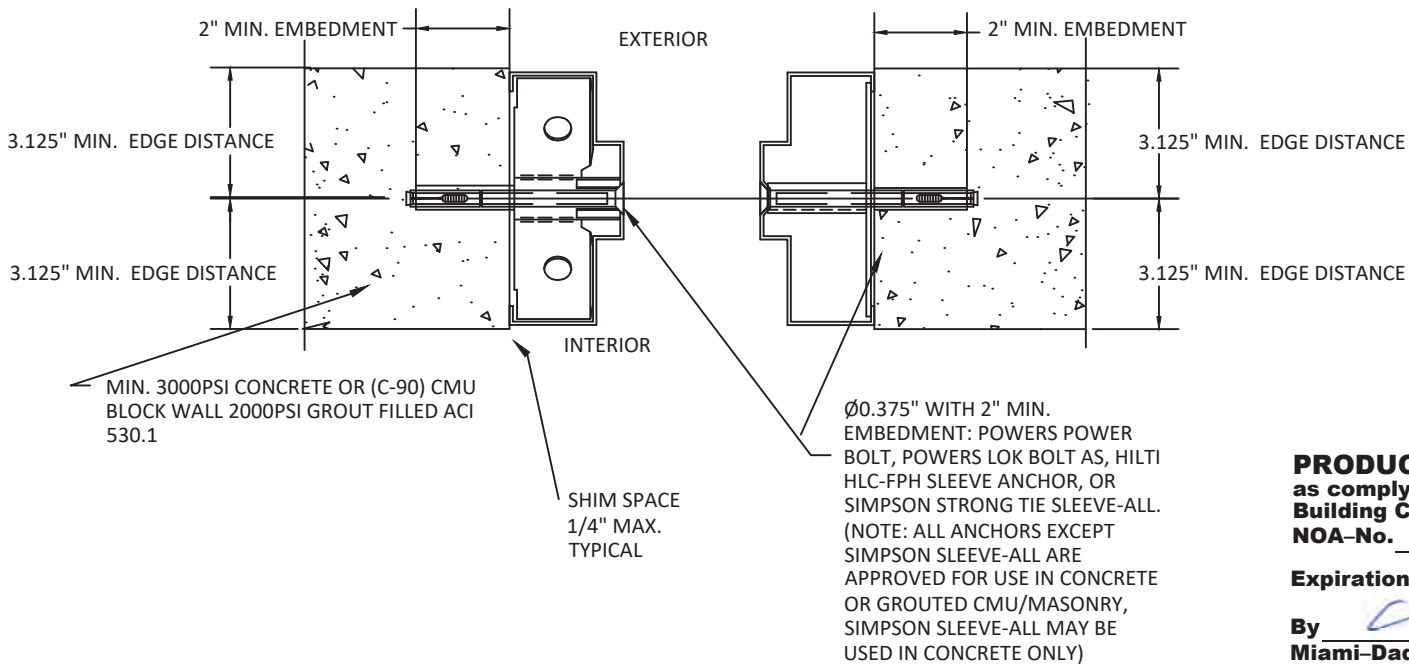 2" MIN. EMBEDMENT
EXTERIOR
2" MIN. EMBEDMENT
3.125" MIN. EDGE DISTANCE
3.125" MIN. EDGE DISTANCE
3.125" MIN. EDGE DISTANCE
3.125" MIN. EDGE DISTANCE
INTERIOR
MIN. 3000PSI CONCRETE OR (C-90) CMU
BLOCK WALL 2000PSI GROUT FILLED ACI
530.1
SHIM SPACE
1/4" MAX.
TYPICAL
Ø0.375" WITH 2" MIN.
EMBEDMENT: POWERS POWER
BOLT, POWERS LOK BOLT AS, HILTI
HLC-FPH SLEEVE ANCHOR, OR
SIMPSON STRONG TIE SLEEVE-ALL.
(NOTE: ALL ANCHORS EXCEPT
SIMPSON SLEEVE-ALL ARE
APPROVED FOR USE IN CONCRETE
OR GROUTED CMU/MASONRY,
SIMPSON SLEEVE-ALL MAY BE
USED IN CONCRETE ONLY)
PRODUC
as comply
Building C
NOA–No.
Expiration
By
Miami–Dad